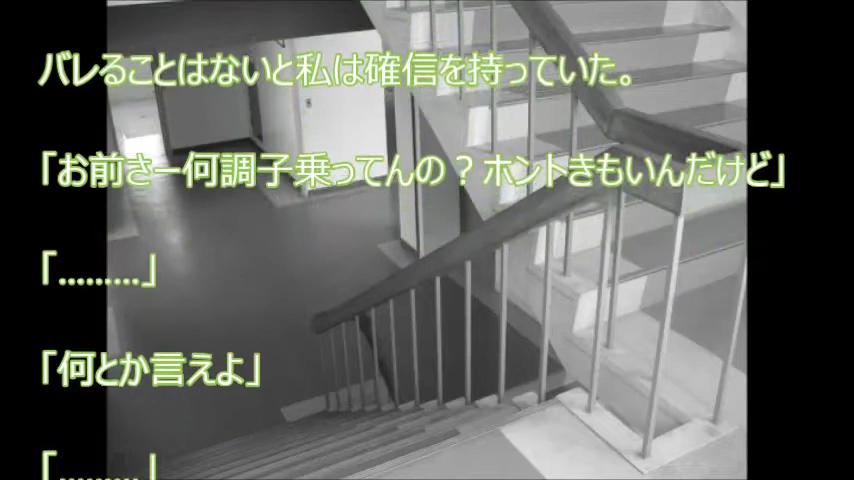 バレることはないと私は確信を持っていた。
「お前さー何調子乗ってんの？ホントきもいんだけど」
「………」
「何とか言えよ」
「………」